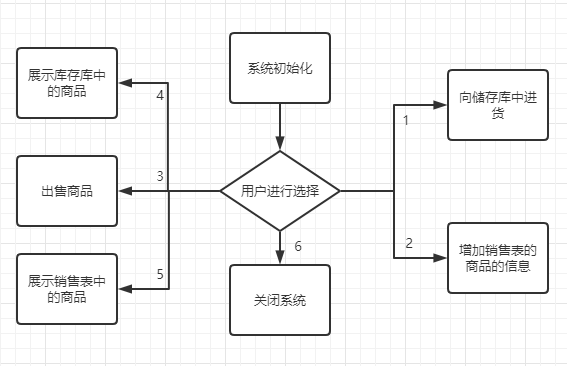 系统初始化
展示库存库中
的商品
4
向储存库中进
货
1
3
出售商品
用户进行选择
2
增加销售表的
商品的信息
6
5
展示销售表中
的商品
关闭系统